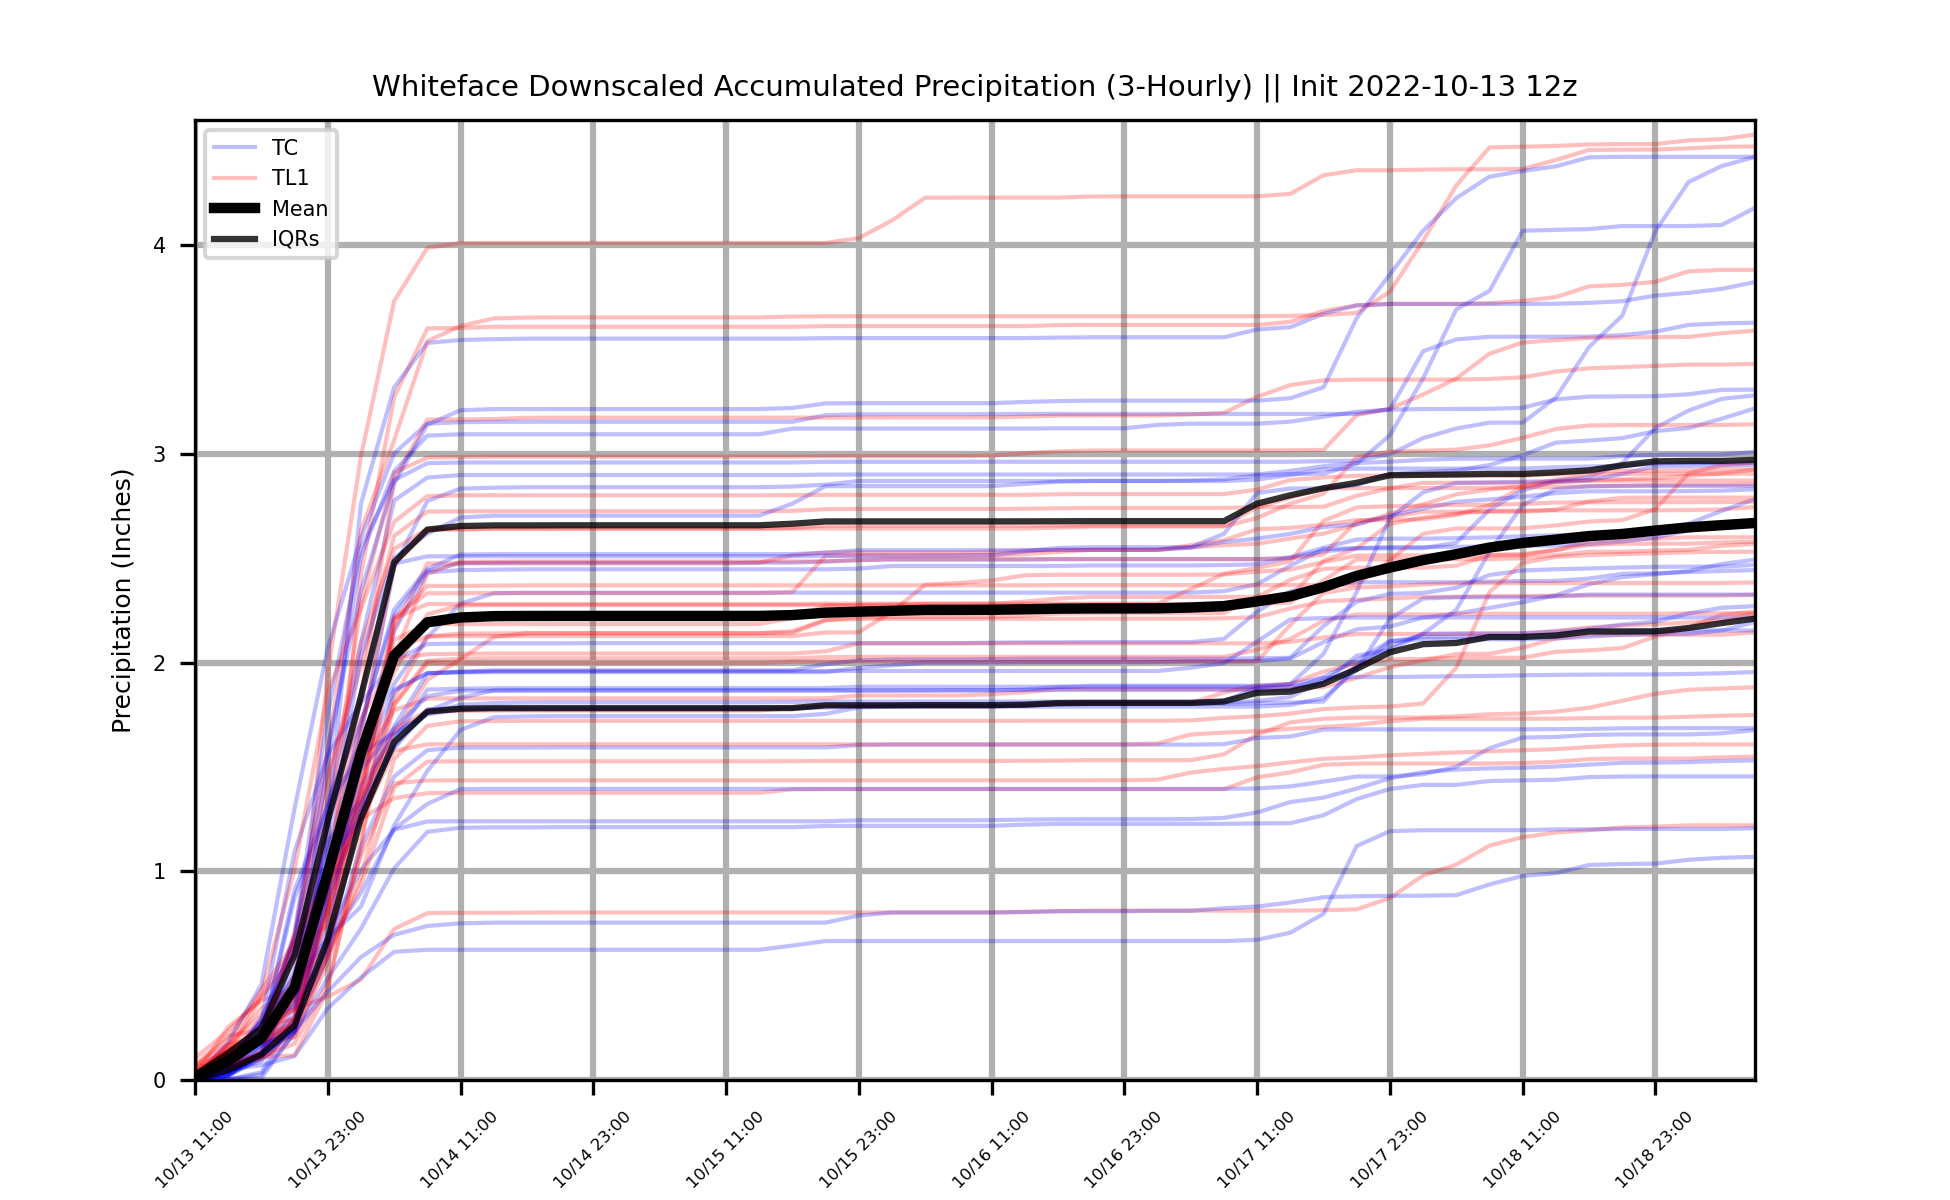 Whiteface Downscaled Accumulated Precipitation (3-Hourly) || Init 2022-10-13 12z
TC
TL1
Mean
IQRs
Precipitation (Inches)
4
3
2
1
0
10/13 11:00
10/13 23:00
10/14 11:00
10/14 23:00
10/15 11:00
10/15 23:00
10/16 11:00
10/16 23:00
10/17 11:00
10/17 23:00
10/18 11:00
10/18 23:00